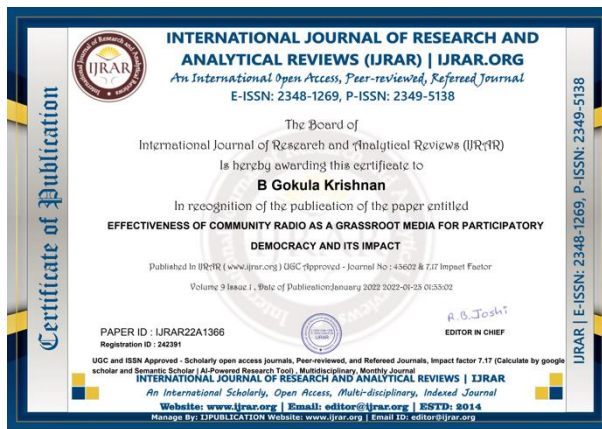 INTERNATIONAL JOURNAL OF RESEARCH AND
ANALYTICAL REVIEWS (IJRAR) | IJRAR.ORG
An International Open Access, Peer-reviewed, Refereed Journal
E-ISSN: 2348-1269, P-ISSN: 2349-5138
IJRAR
Certificate of Publication
The Board of
International Journal of Research and Analytical Reviews (IJRAR)
Is hereby awarding this certificate to
B Gokula Krishnan
In recognition of the publication of the paper entitled
EFFECTIVENESS OF COMMUNITY RADIO AS A GRASSROOT MEDIA FOR PARTICIPATORY
DEMOCRACY AND ITS IMPACT
Published In IJRAR ( www.ijrar.org ) UGC Approved - Journal No : 43602 & 7.17 Impact Factor
Volume 9 Issue 1 , Date of Publication:January 2022 2022-01-25 01:35:02
PAPER ID : IJRAR22A1366
Registration ID : 242391
R.B.Joshi
EDITOR IN CHIEF
UGC and ISSN Approved - Scholarly open access journals, Peer-reviewed, and Refereed Journals, Impact factor 7.17 (Calculate by google
scholar and Semantic Scholar | AI-Powered Research Tool) , Multidisciplinary, Monthly Journal
INTERNATIONAL JOURNAL OF RESEARCH AND ANALYTICAL REVIEWS | IJRAR
An International Scholarly, Open Access, Multi-disciplinary, Indexed Journal
Website: www.ijrar.org | Email: editor@ijrar.org | ESTD: 2014
Manage By: IJPUBLICATION Website: www.ijrar.org | Email ID: editor@ijrar.org
IJRAR | E-ISSN: 2348-1269, P-ISSN: 2349-5138